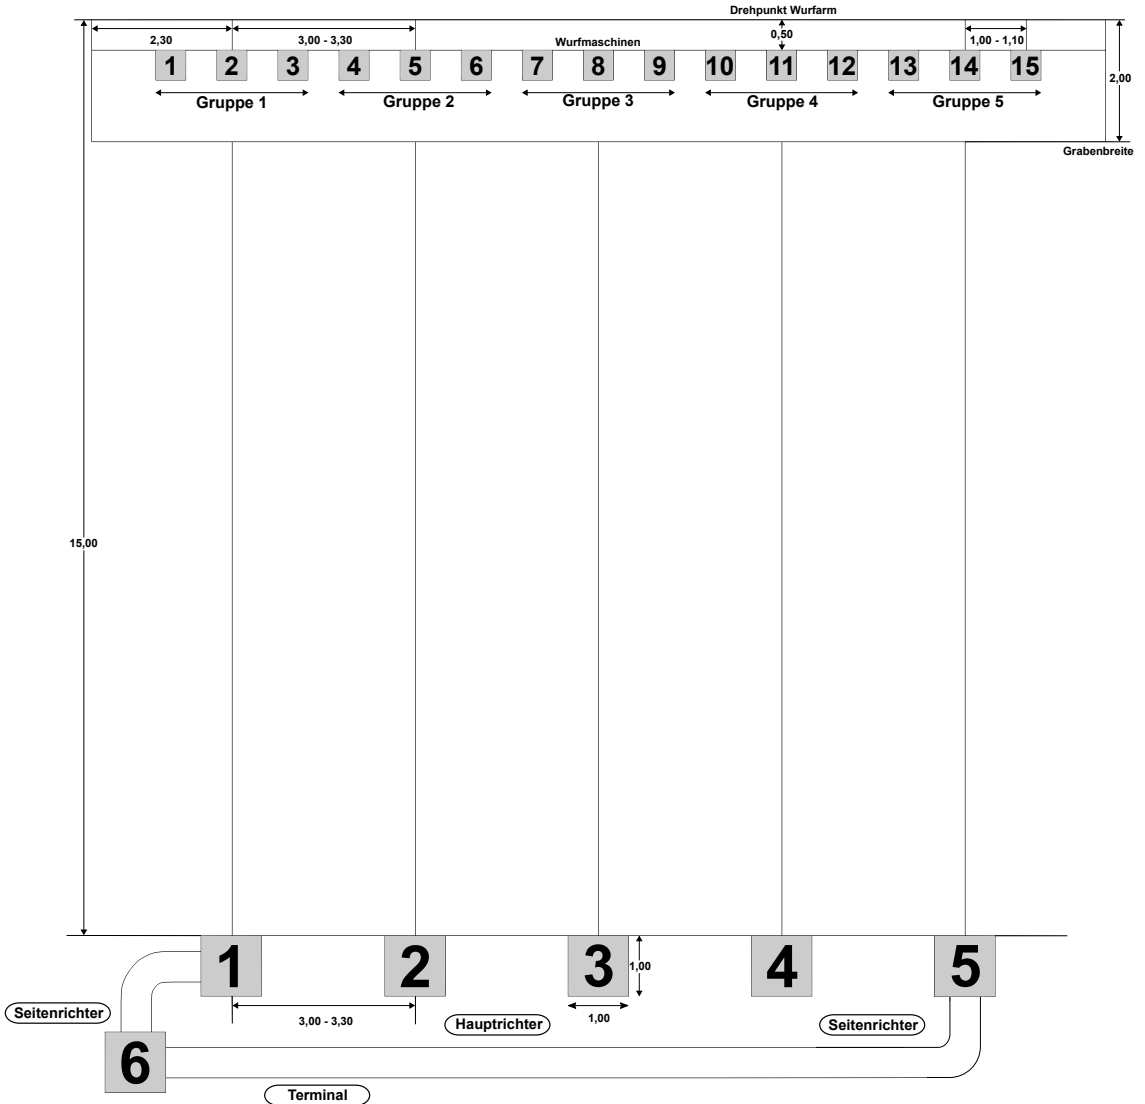 Drehpunkt Wurfarm
2,30
3,00 - 3,30
Wurfmaschinen
0,50
1,00 - 1,10
1 2 3 4 5 6 7 8 9 10 11 12 13 14 15
2,00
Gruppe 1 Gruppe 2 Gruppe 3 Gruppe 4 Gruppe 5
Grabenbreite
15,00
1 2 3 4 5
1,00
3,00 - 3,30
1,00
Seitenrichter
Hauptrichter
Seitenrichter
6
Terminal